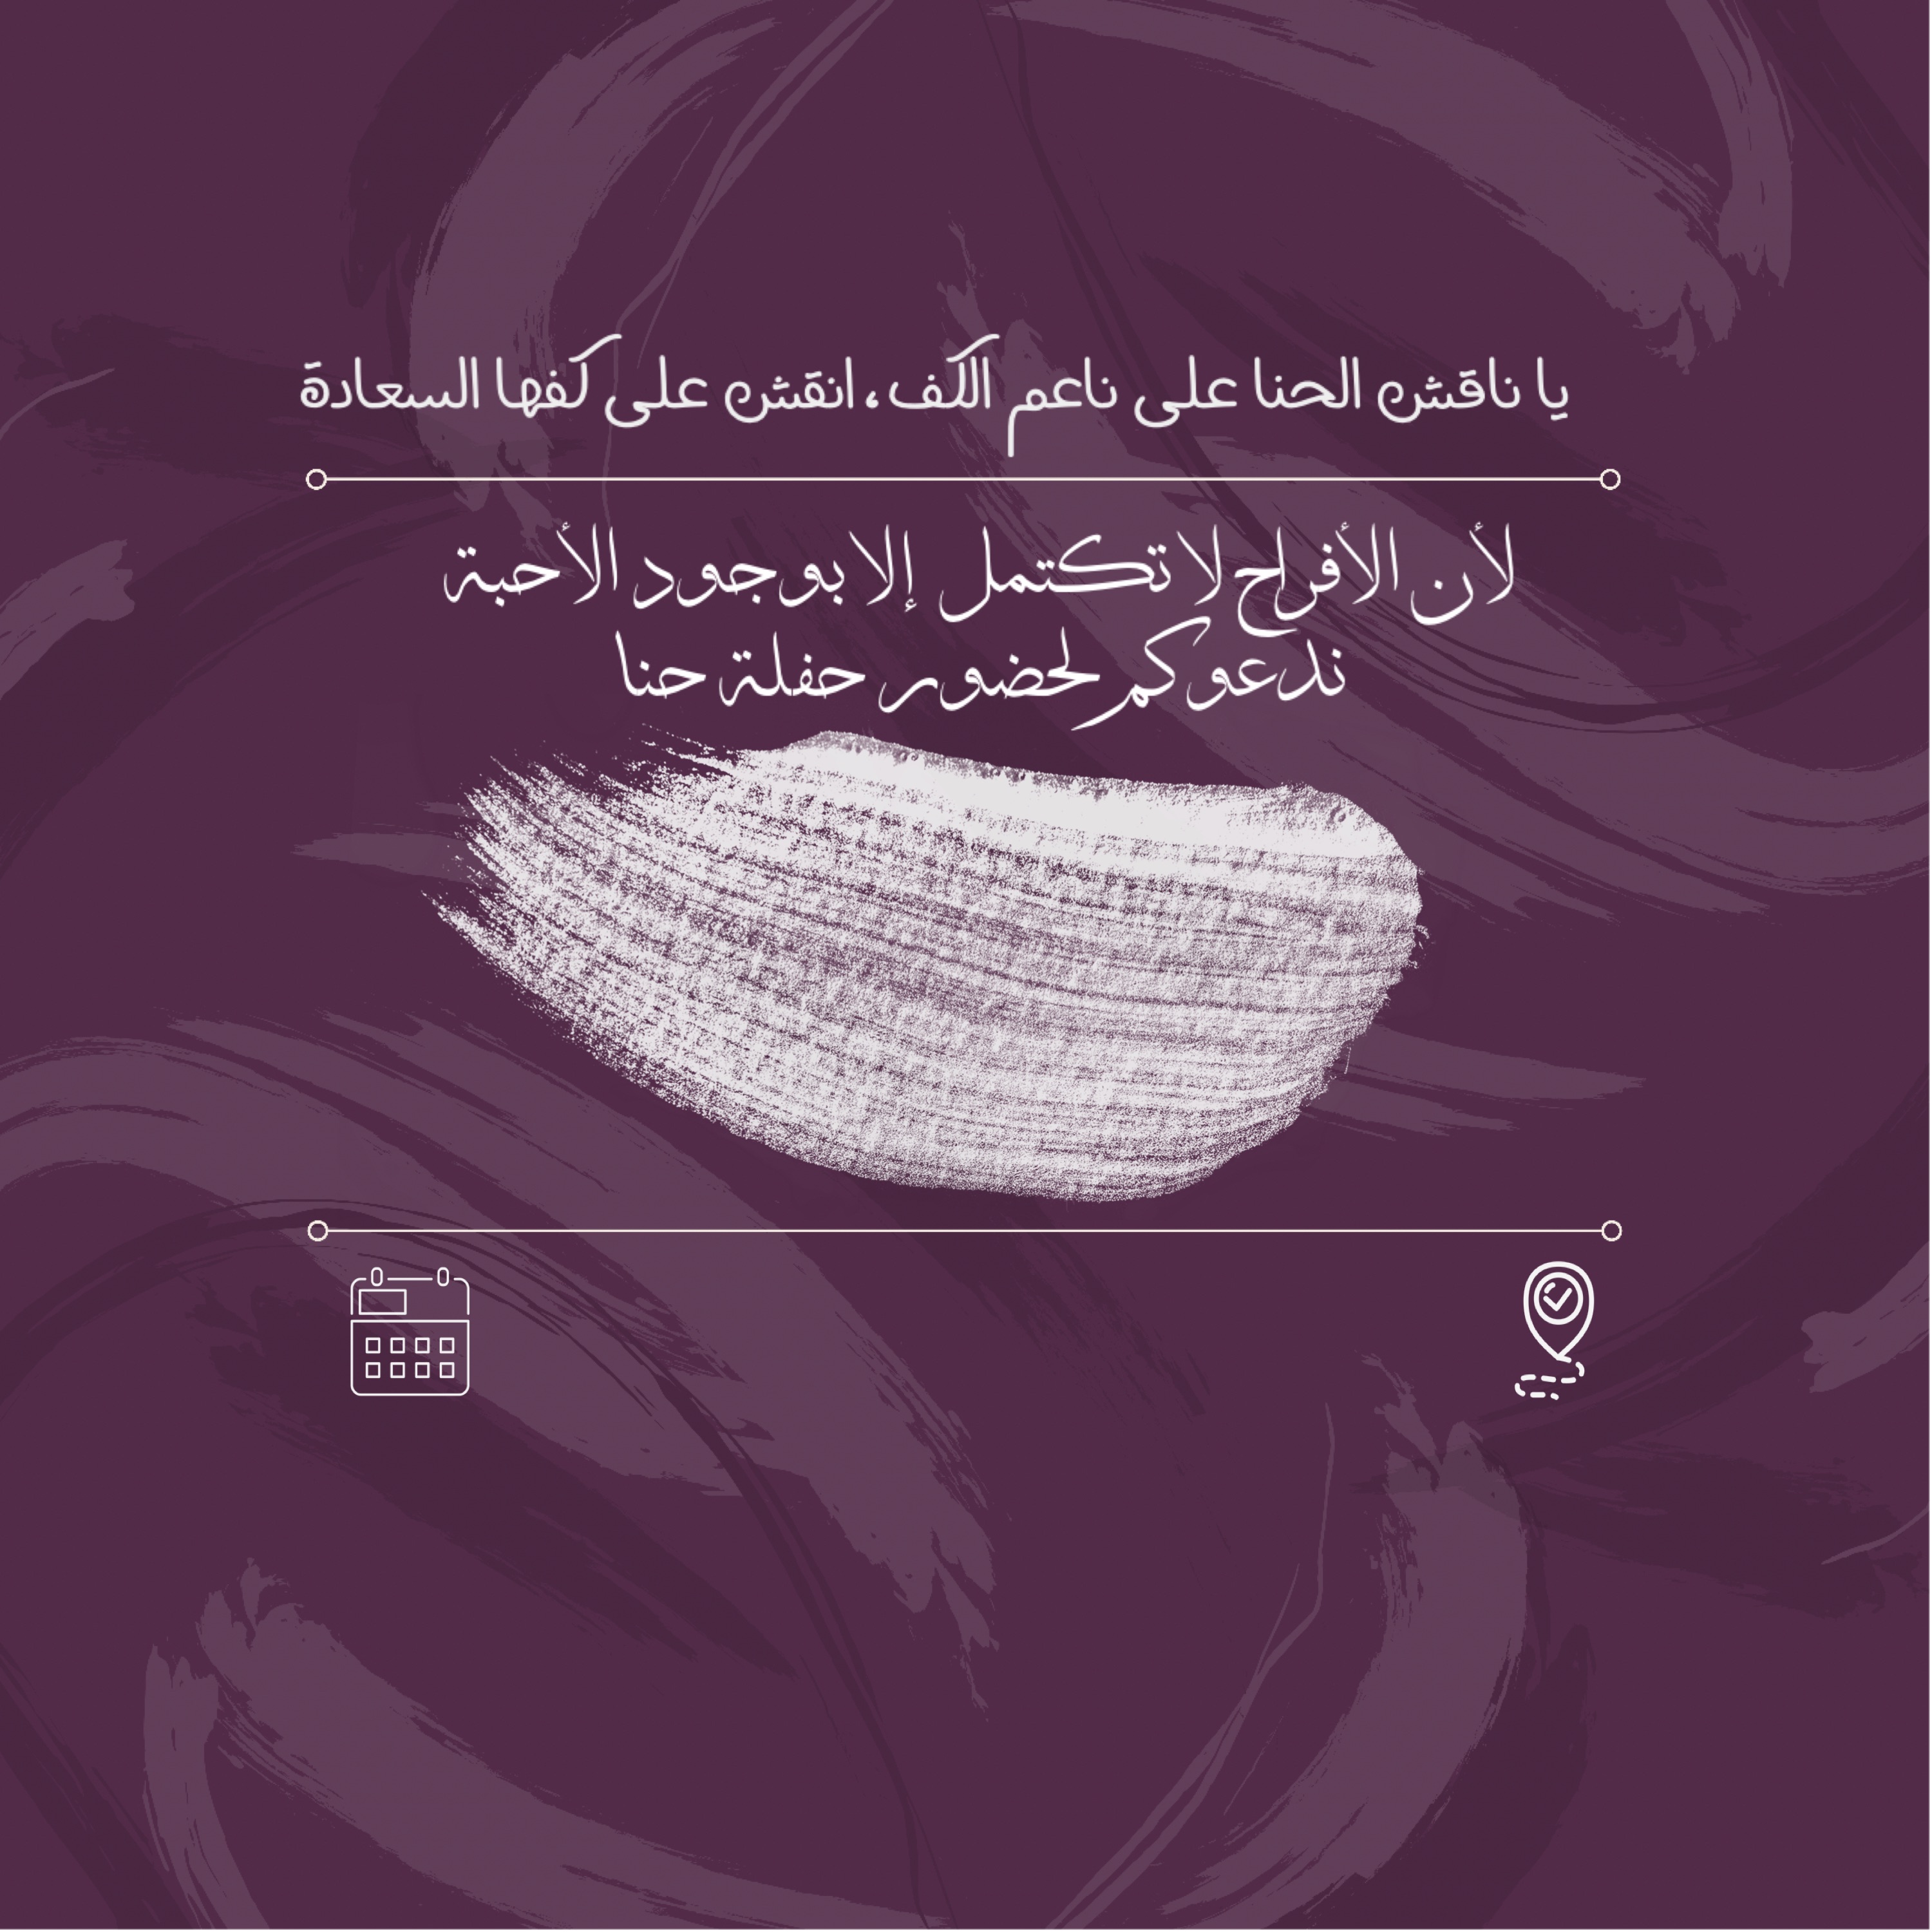 يا ناقش الحنا على ناعم الكف، انقش على كفها السعادة
لأن الأفراح لا تكتمل إلا بوجود الأحبة
ندعوكم لحضور حفلة حنا